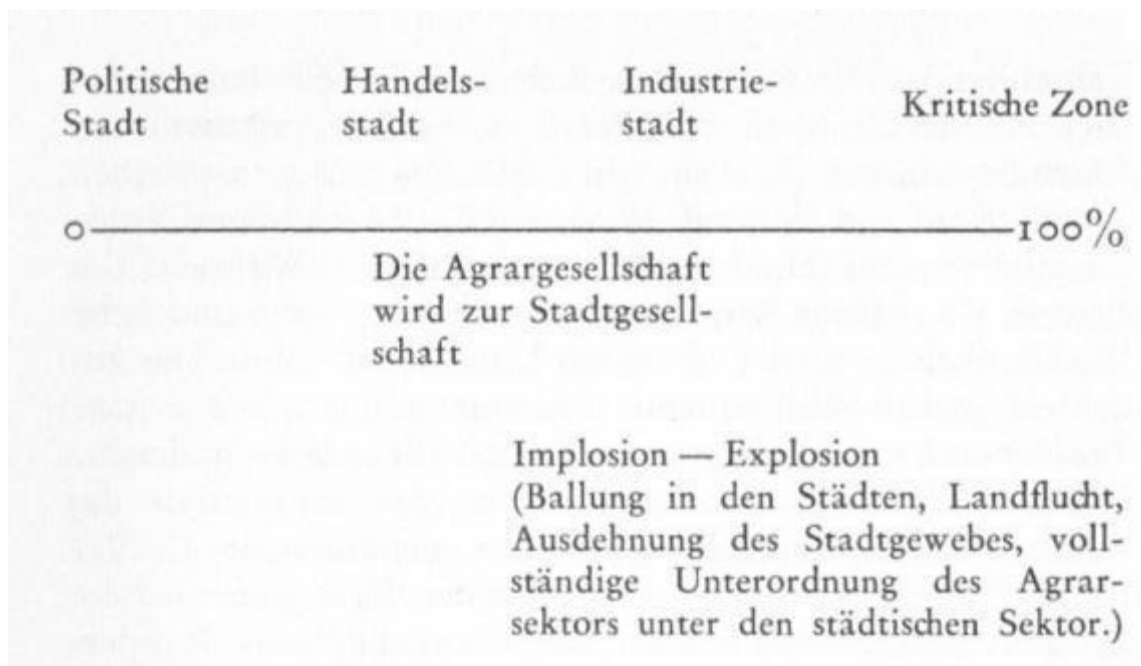 Politische
Stadt
Handels-
stadt
Industrie-
stadt
Kritische Zone
0
100%
Die Agrargesellschaft
wird zur Stadtgesell-
schaft
Implosion — Explosion
(Ballung in den Städten, Landflucht,
Ausdehnung des Stadtgewebes, voll-
ständige Unterordnung des Agrar-
sektors unter den städtischen Sektor.)